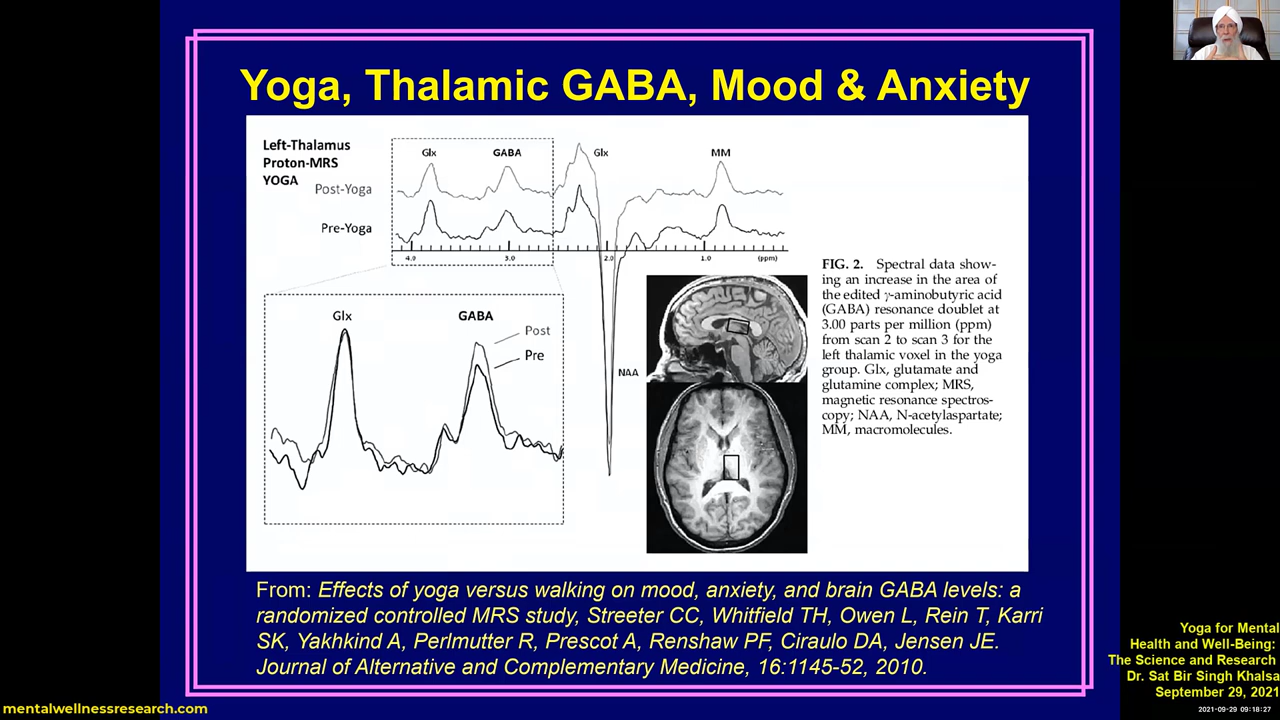 Yoga, Thalamic GABA, Mood & Anxiety
Left-Thalamus
Proton-MRS
YOGA
Post-Yoga
Pre-Yoga
Glx
GABA
Glx
MM
4.0
3.0
2.0
1.0
(ppm)
Glx
GABA
Post
Pre
NAA
FIG. 2. Spectral data show-
ing an increase in the area of
the edited γ-aminobutyric acid
(GABA) resonance doublet at
3.00 parts per million (ppm)
from scan 2 to scan 3 for the
left thalamic voxel in the yoga
group. Glx, glutamate and
glutamine complex; MRS,
magnetic resonance spectros-
copy; NAA, N-acetylaspartate;
MM, macromolecules.
From: Effects of yoga versus walking on mood, anxiety, and brain GABA levels: a
randomized controlled MRS study, Streeter CC, Whitfield TH, Owen L, Rein T, Karri
SK, Yakhkind A, Perlmutter R, Prescot A, Renshaw PF, Ciraulo DA, Jensen JE.
Journal of Alternative and Complementary Medicine, 16:1145-52, 2010.
Yoga for Mental
Health and Well-Being:
The Science and Research
Dr. Sat Bir Singh Khalsa
September 29, 2021
mentalwellnessresearch.com
2021-09-29 09:18:27